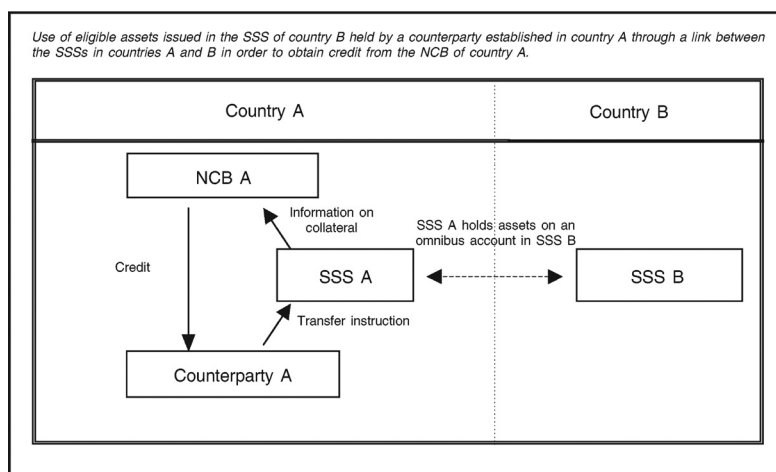 Use of eligible assets issued in the SSS of country B held by a counterparty established in country A through a link between
the SSSs in countries A and B in order to obtain credit from the NCB of country A.
Country A
Country B
NCB A
Information on
collateral
SSS A holds assets on an
omnibus account in SSS B
Credit
SSS A
SSS B
Transfer instruction
Counterparty A